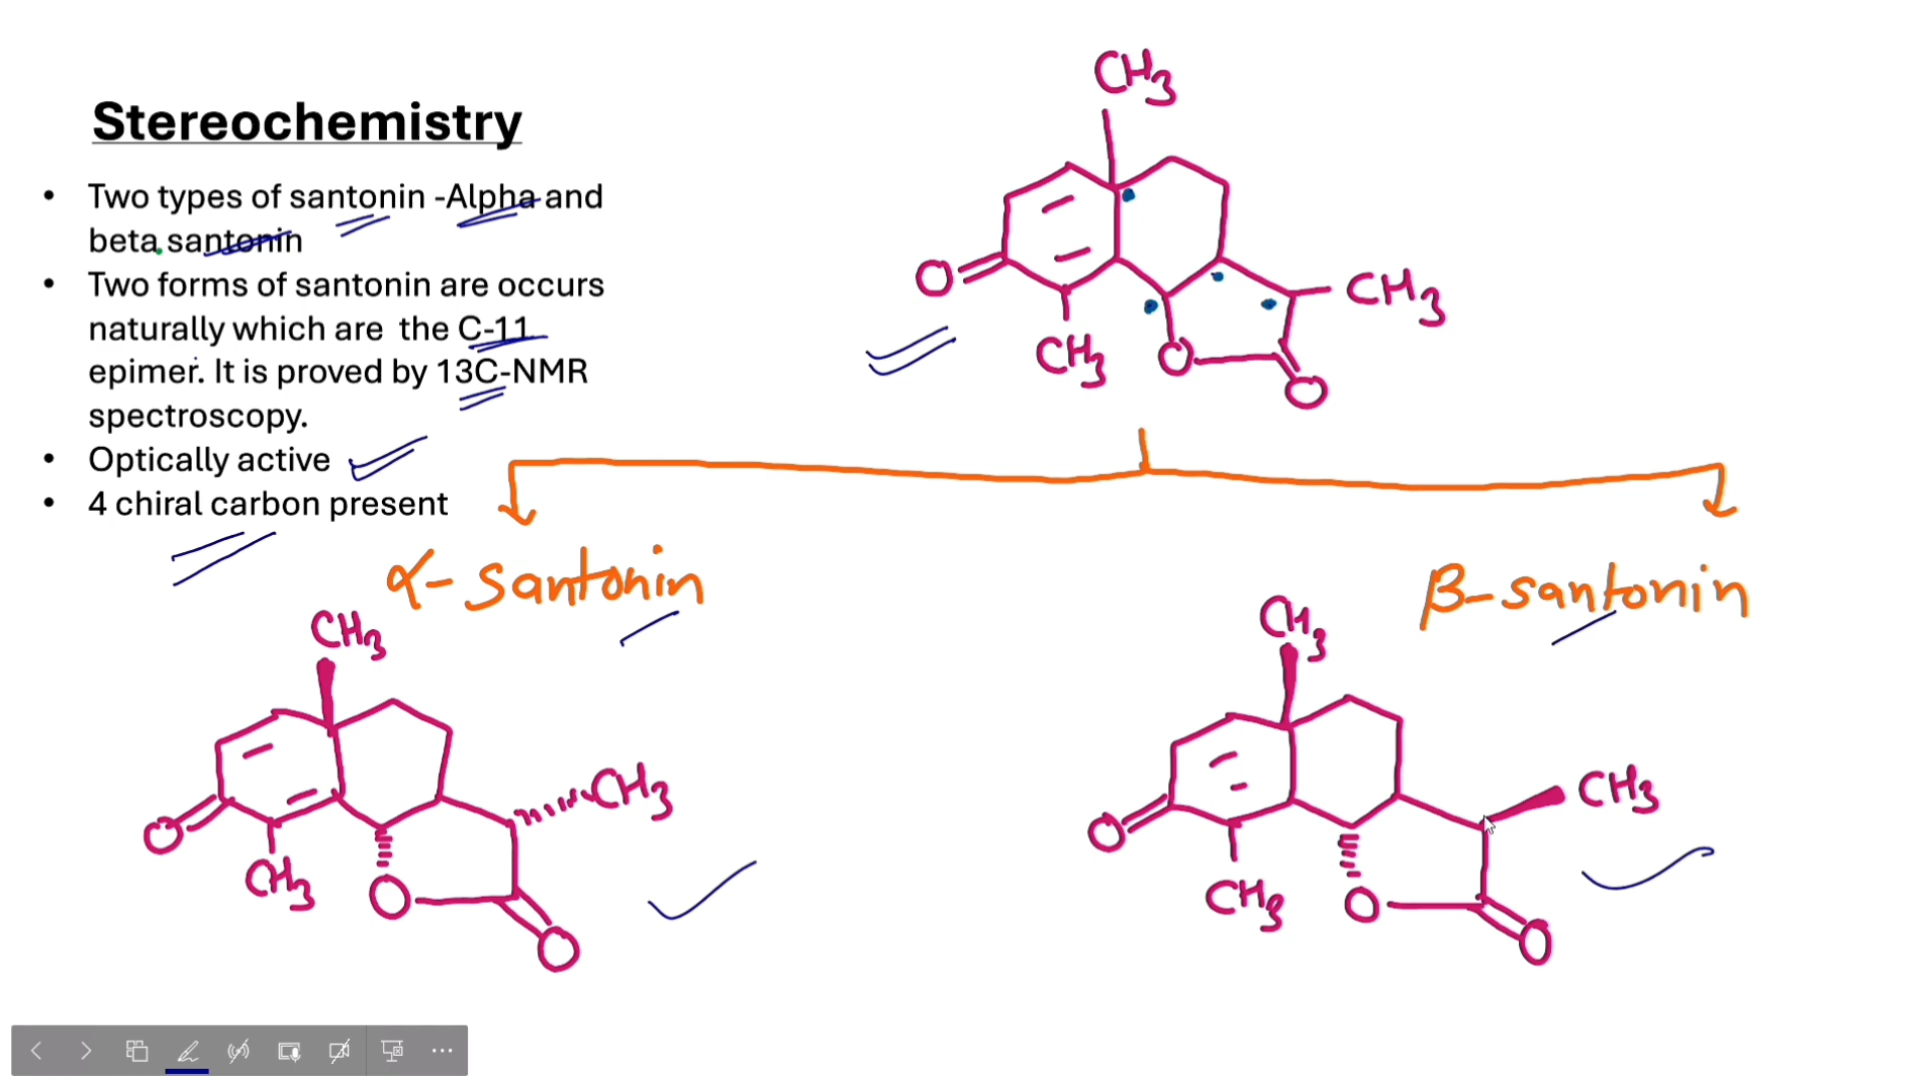 Stereochemistry
• Two types of santonin -Alpha and
beta santonin
• Two forms of santonin are occurs
naturally which are the C-11
epimer. It is proved by 13C-NMR
spectroscopy.
• Optically active
• 4 chiral carbon present
CH3
O
CH3
CH3
O
O
α- santonin
β-santonin
CH3
CH3
O
CH3
O
O
CH3
CH3
O
CH3
O
O